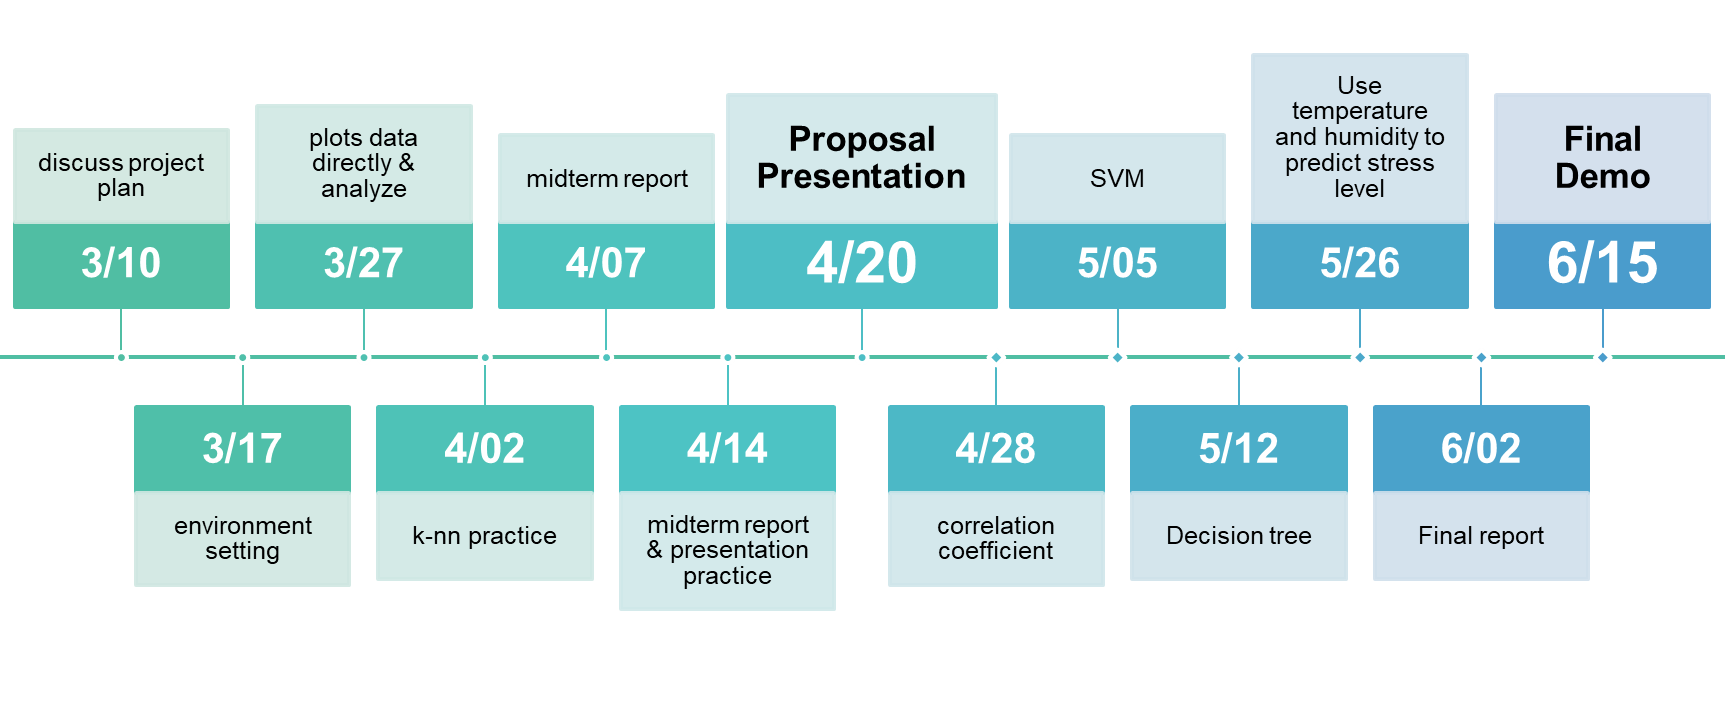 discuss project
plan
3/10
plots data
directly &
analyze
3/27
midterm report
4/07
Proposal
Presentation
4/20
SVM
5/05
Use
temperature
and humidity to
predict stress
level
5/26
Final
Demo
6/15
3/17
environment
setting
4/02
k-nn practice
4/14
midterm report
& presentation
practice
4/28
correlation
coefficient
5/12
Decision tree
6/02
Final report